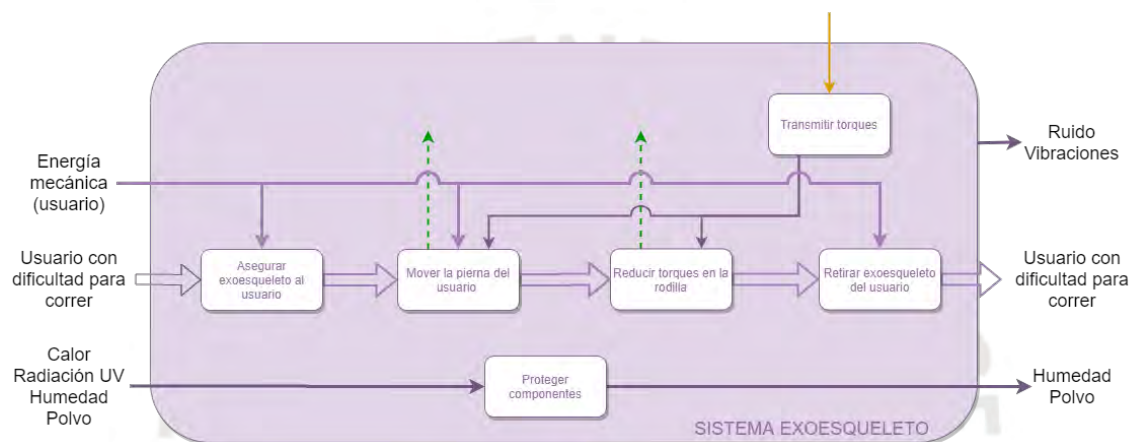 Transmitir torques
Ruido
Vibraciones
Energía
mecánica
(usuario)
Usuario con
dificultad para
correr
Asegurar
exoesqueleto al
usuario
Mover la pierna del
usuario
Reducir torques en la
rodilla
Retirar exoesqueleto
del usuario
Usuario con
dificultad para
correr
Calor
Radiación UV
Humedad
Polvo
Proteger
componentes
Humedad
Polvo
SISTEMA EXOESQUELETO